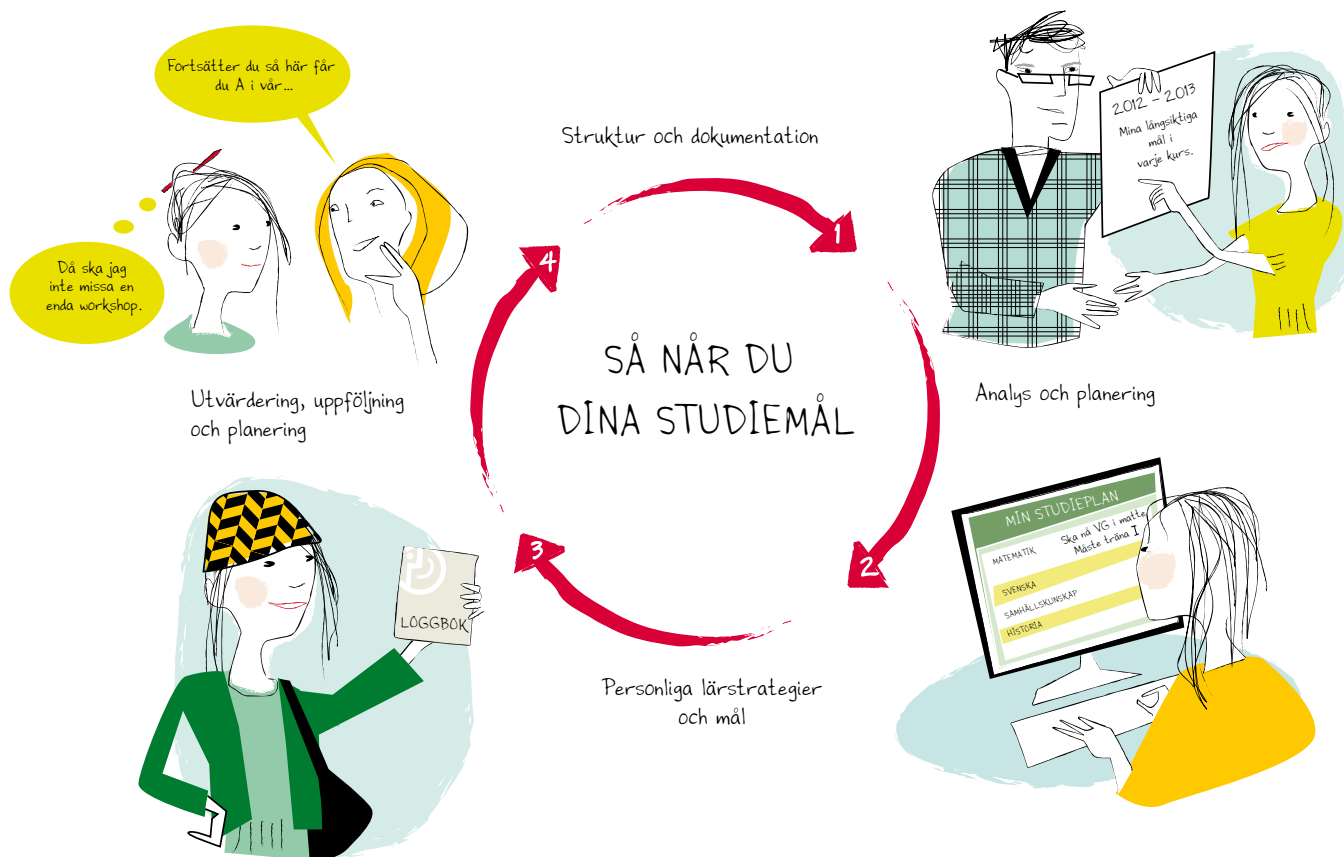 Fortsätter du så här får
du A i vår...
Då ska jag
inte missa en
enda workshop.
Struktur och dokumentation
2012 – 2013
Mina långsiktiga
mål i
varje kurs.
1
4
SÅ NÅR DU
DINA STUDIEMÅL
Utvärdering, uppföljning
och planering
Analys och planering
3
2
LOGGBOK
Personliga lärstrategier
och mål
MIN STUDIEPLAN
MATEMATIK
Ska nå VG i matte
Måste träna I
SVENSKA
SAMHÄLLSKUNSKAP
HISTORIA